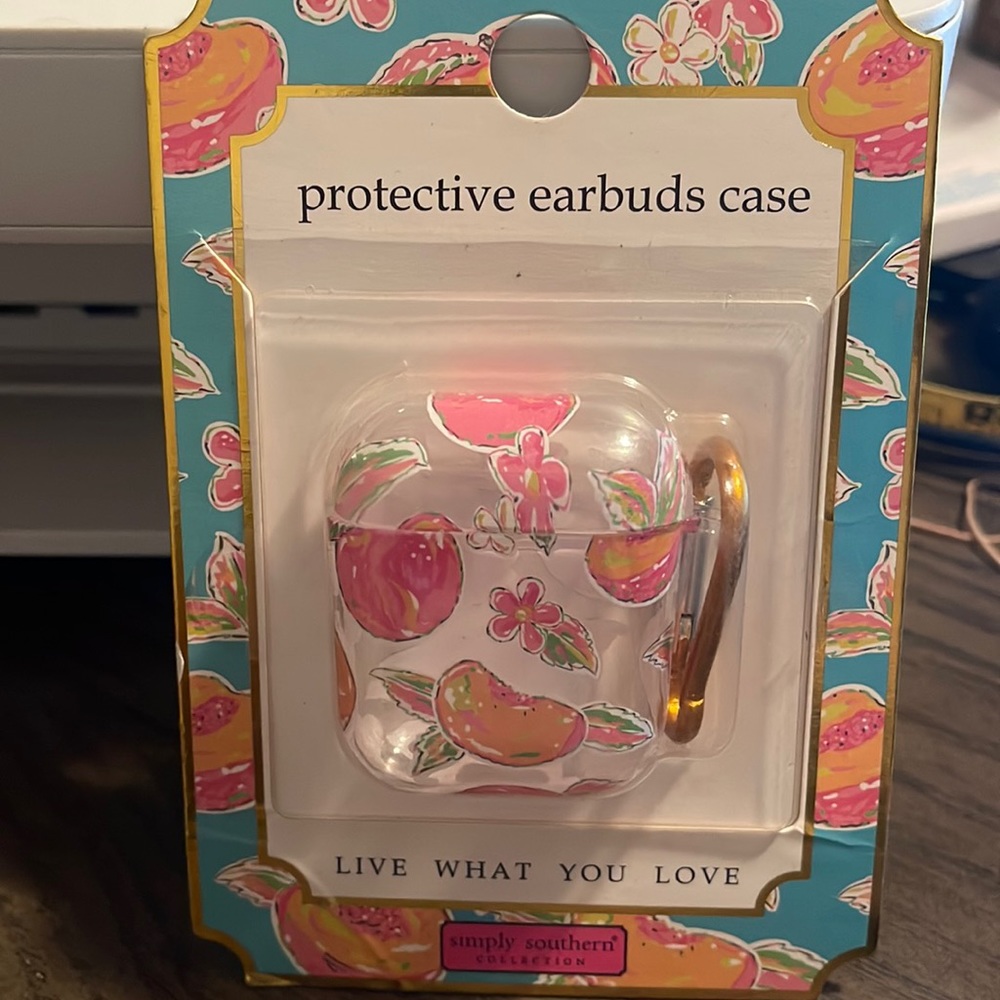 protective earbuds case
LIVE WHAT YOU LOVE
simply southern®
COLLECTION